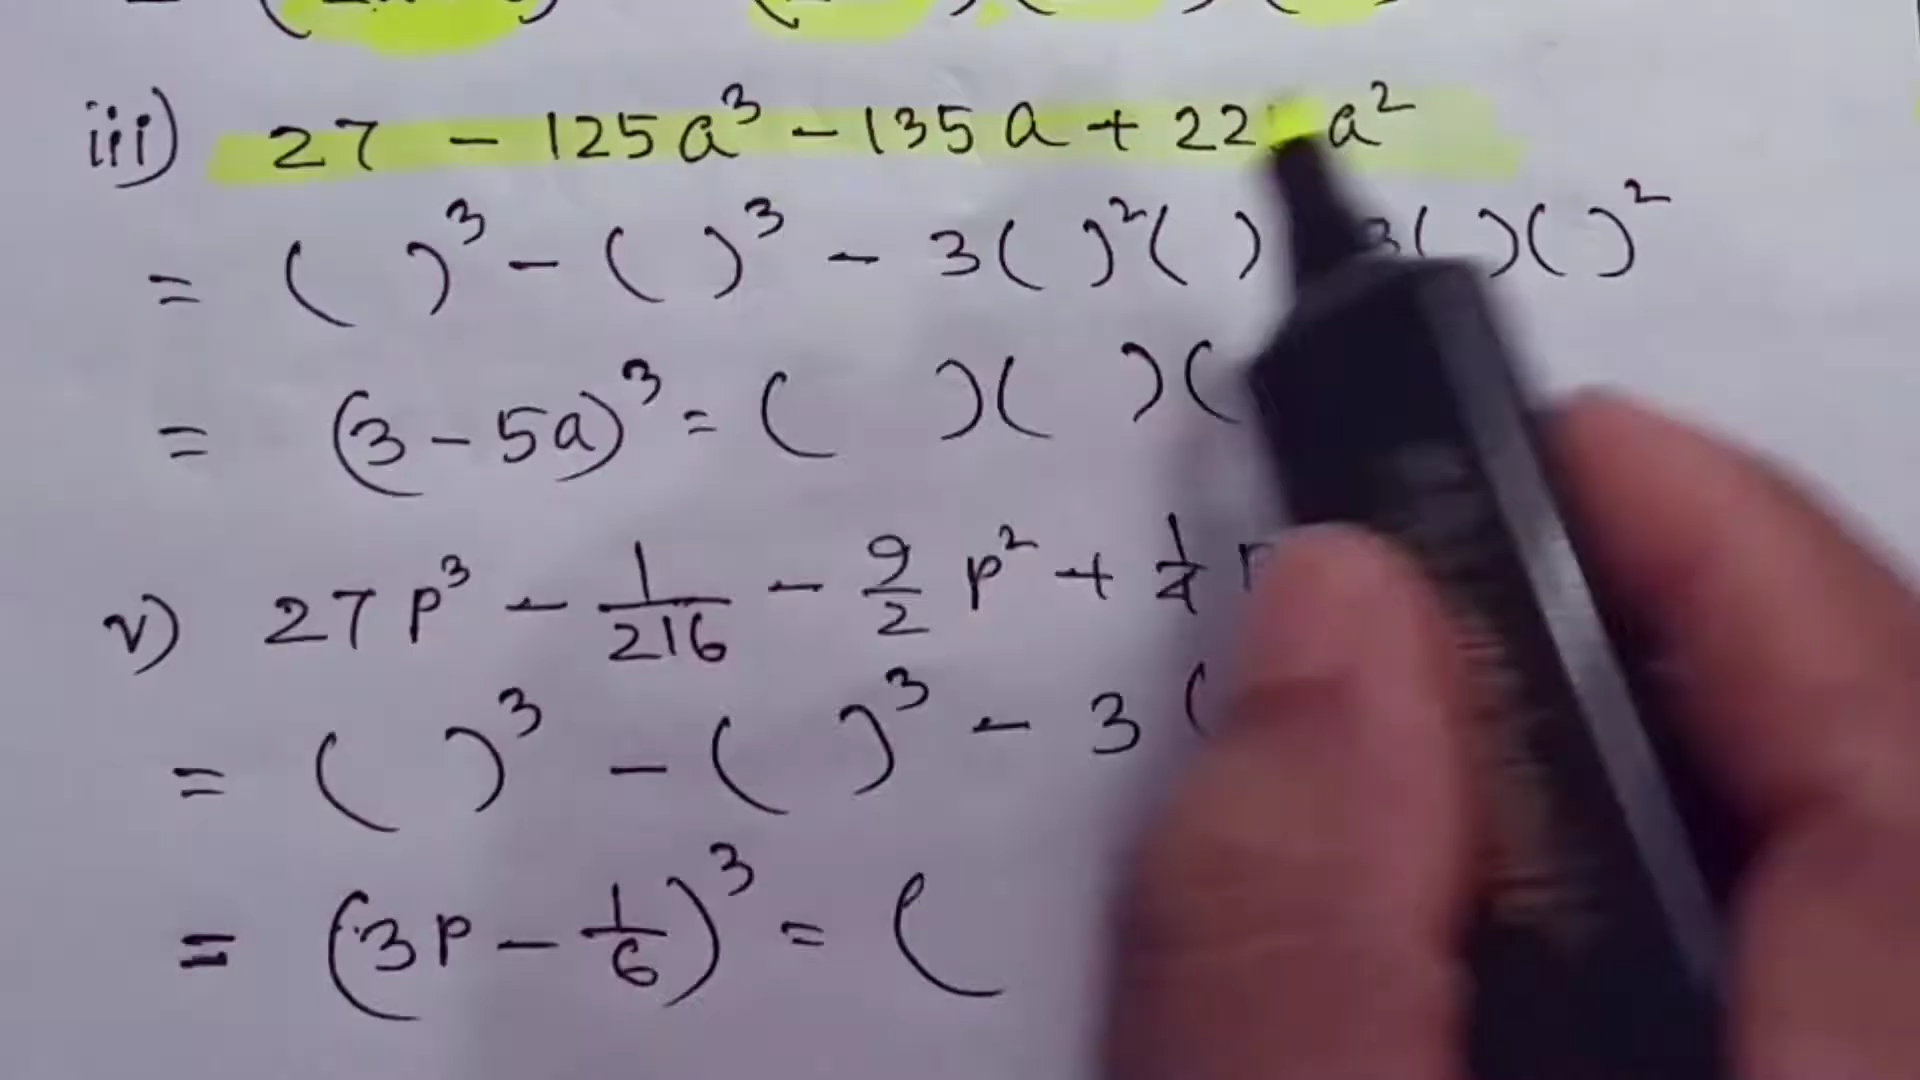 iii) 27 - 125a³ - 135a + 22 a²
= ( )³ - ( )³ - 3( )²( ) 3( )( )²
= (3 - 5a)³ = ( )( )(
v) 27p³ - 1/216 - 9/2 p² + 1/4
= ( )³ - ( )³ - 3(
= (3p - 1/6)³ = (